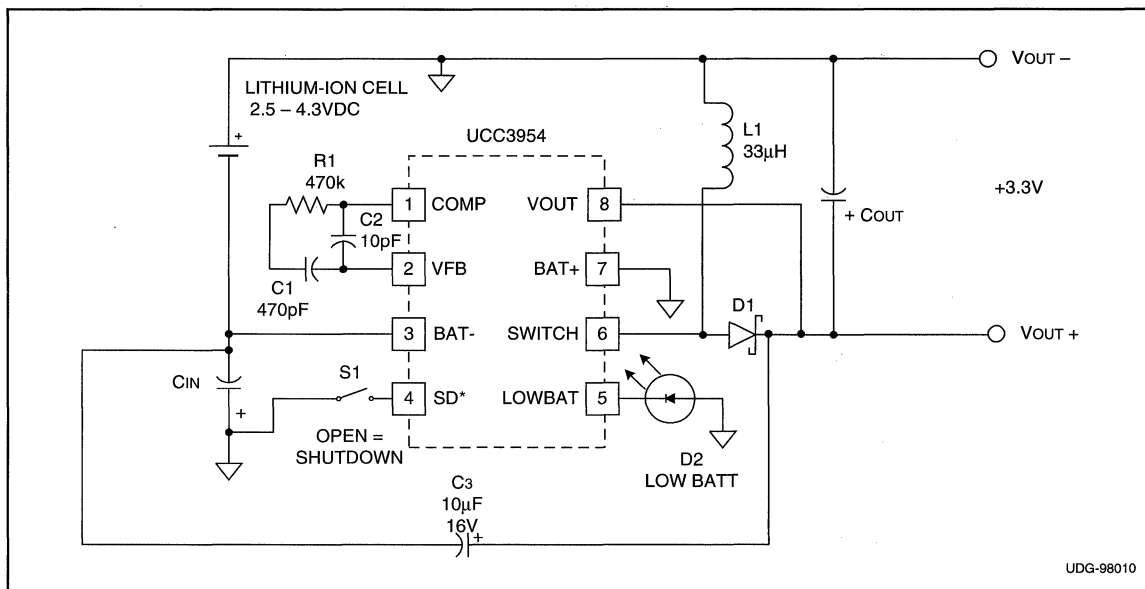 VOUT –
LITHIUM-ION CELL
2.5 – 4.3VDC
+
UCC3954
L1
33µH
R1
470k
+3.3V
1 COMP
VOUT 8
C2
10pF
+ COUT
2 VFB
BAT+ 7
C1
470pF
D1
3 BAT-
SWITCH 6
VOUT +
CIN
S1
4 SD*
LOWBAT 5
+
OPEN =
SHUTDOWN
D2
LOW BATT
C3
10µF
16V
+
UDG-98010